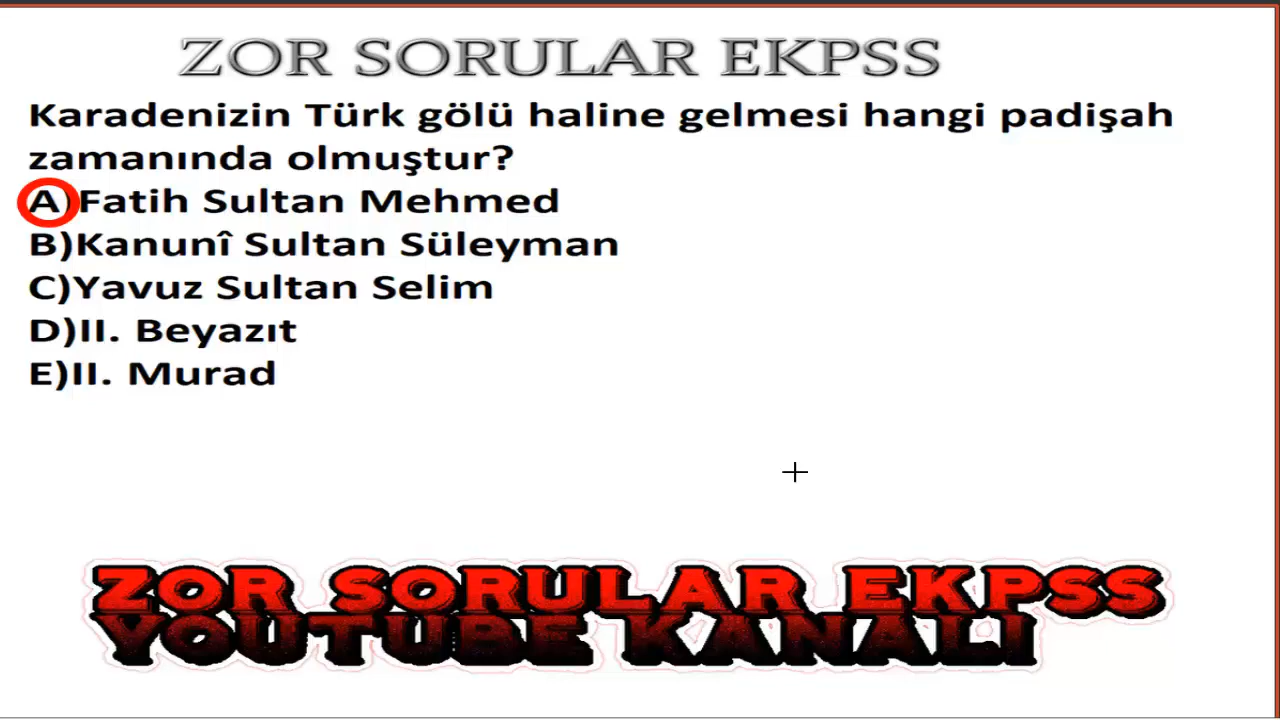 ZOR SORULAR EKPSS
Karadenizin Türk gölü haline gelmesi hangi padişah
zamanında olmuştur?
A)Fatih Sultan Mehmed
B)Kanunî Sultan Süleyman
C)Yavuz Sultan Selim
D)II. Beyazıt
E)II. Murad
ZOR SORULAR EKPSS
YOUTUBE KANALI